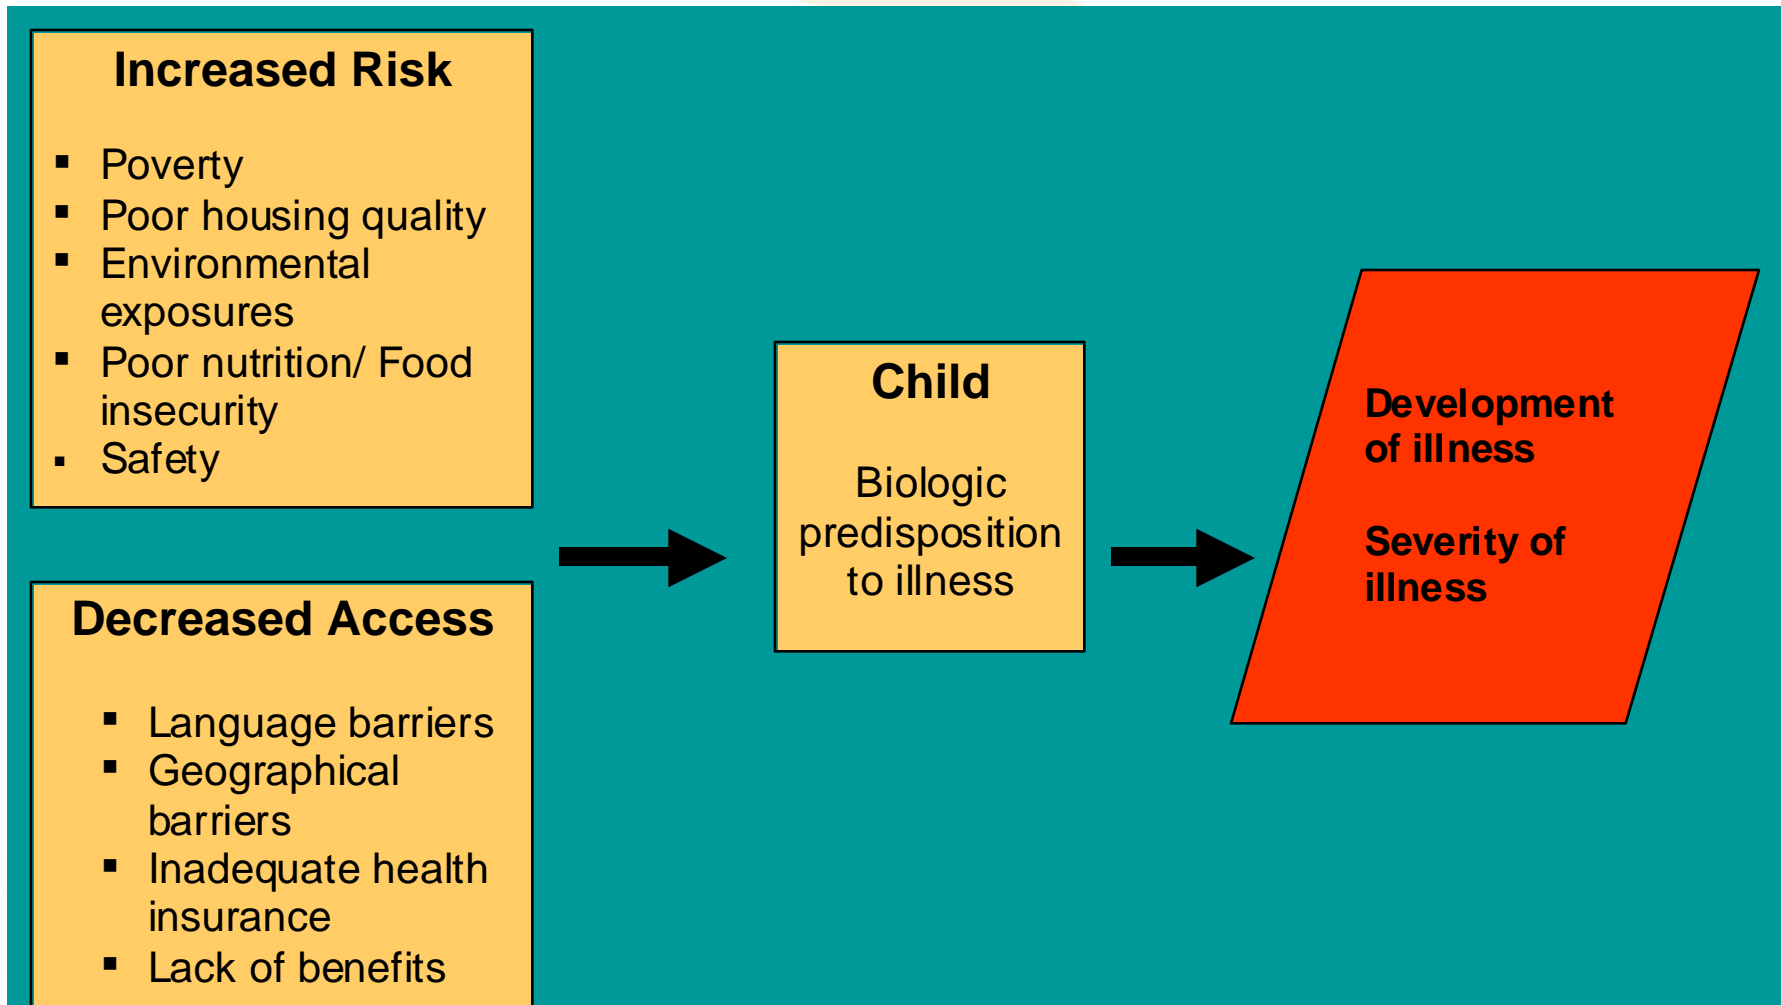 Increased Risk
▪ Poverty
▪ Poor housing quality
▪ Environmental
exposures
▪ Poor nutrition/ Food
insecurity
▪ Safety
Decreased Access
▪ Language barriers
▪ Geographical
barriers
▪ Inadequate health
insurance
▪ Lack of benefits
Child
Biologic
predisposition
to illness
Development
of illness
Severity of
illness